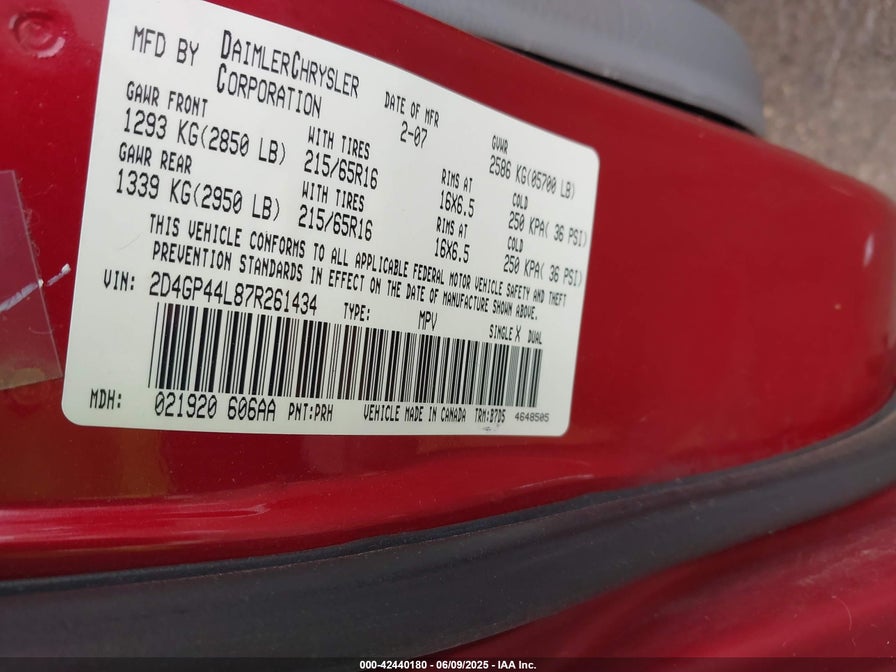 MFD BY DAIMLERCHRYSLER CORPORATION
DATE OF MFR 2-07
GVWR 2586 KG(05700 LB)
GAWR FRONT 1293 KG(2850 LB) WITH TIRES 215/65R16 RIMS AT 16X6.5 COLD 250 KPA( 36 PSI)
GAWR REAR 1339 KG(2950 LB) WITH TIRES 215/65R16 RIMS AT 16X6.5 COLD 250 KPA( 36 PSI)
THIS VEHICLE CONFORMS TO ALL APPLICABLE FEDERAL MOTOR VEHICLE SAFETY AND THEFT
PREVENTION STANDARDS IN EFFECT ON THE DATE OF MANUFACTURE SHOWN ABOVE.
VIN: 2D4GP44L87R261434 TYPE: MPV SINGLE X DUAL
MDH: 021920 606AA PNT:PRH VEHICLE MADE IN CANADA TRM:B7D5 4648505
000-42440180 - 06/09/2025 - IAA Inc.